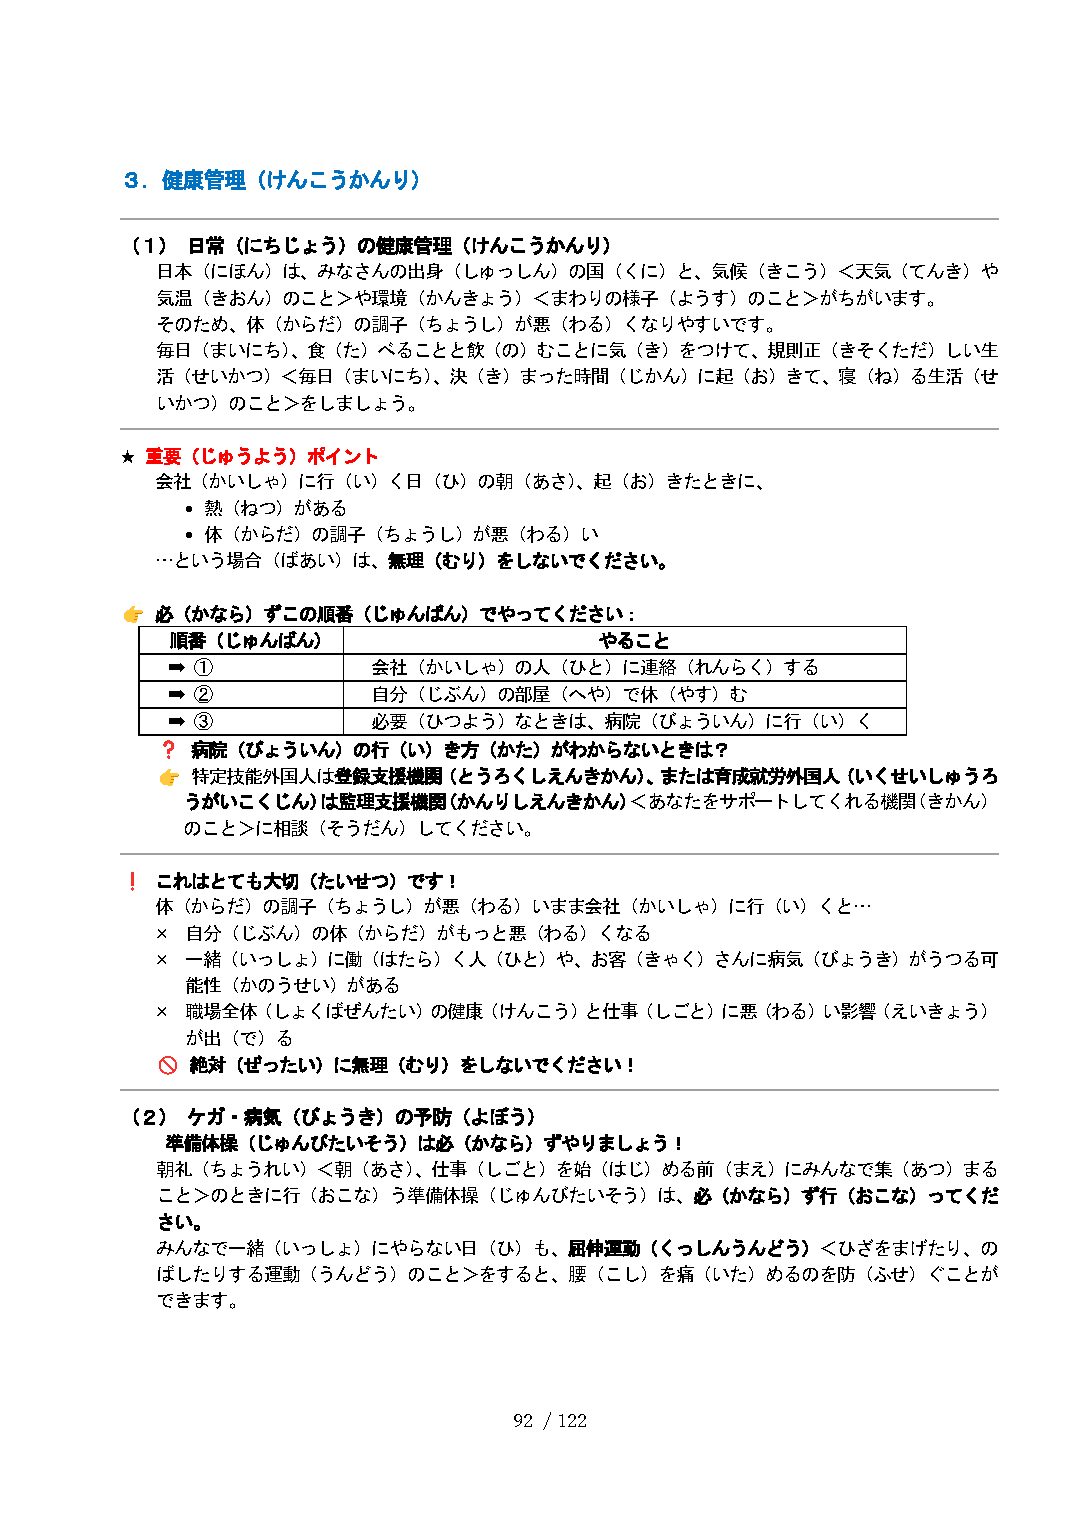 ３．健康管理（けんこうかんり）
（１） 日常（にちじょう）の健康管理（けんこうかんり）
日本（にほん）は、みなさんの出身（しゅっしん）の国（くに）と、気候（きこう）＜天気（てんき）や
気温（きおん）のこと＞や環境（かんきょう）＜まわりの様子（ようす）のこと＞がちがいます。
そのため、体（からだ）の調子（ちょうし）が悪（わる）くなりやすいです。
毎日（まいにち）、食（た）べることと飲（の）むことに気（き）をつけて、規則正（きそくただ）しい生
活（せいかつ）＜毎日（まいにち）、決（き）まった時間（じかん）に起（お）きて、寝（ね）る生活（せ
いかつ）のこと＞をしましょう。
★ 重要（じゅうよう）ポイント
会社（かいしゃ）に行（い）く日（ひ）の朝（あさ）、起（お）きたときに、
• 熱（ねつ）がある
• 体（からだ）の調子（ちょうし）が悪（わる）い
…という場合（ばあい）は、無理（むり）をしないでください。
👉 必（かなら）ずこの順番（じゅんばん）でやってください：
順番（じゅんばん） やること
➡ ① 会社（かいしゃ）の人（ひと）に連絡（れんらく）する
➡ ② 自分（じぶん）の部屋（へや）で休（やす）む
➡ ③ 必要（ひつよう）なときは、病院（びょういん）に行（い）く
❓ 病院（びょういん）の行（い）き方（かた）がわからないときは？
👉 特定技能外国人は登録支援機関（とうろくしえんきかん）、または育成就労外国人（いくせいしゅうろ
うがいこくじん）は監理支援機関（かんりしえんきかん）＜あなたをサポートしてくれる機関（きかん）
のこと＞に相談（そうだん）してください。
❗ これはとても大切（たいせつ）です！
体（からだ）の調子（ちょうし）が悪（わる）いまま会社（かいしゃ）に行（い）くと…
× 自分（じぶん）の体（からだ）がもっと悪（わる）くなる
× 一緒（いっしょ）に働（はたら）く人（ひと）や、お客（きゃく）さんに病気（びょうき）がうつる可
能性（かのうせい）がある
× 職場全体（しょくばぜんたい）の健康（けんこう）と仕事（しごと）に悪（わる）い影響（えいきょう）
が出（で）る
🚫 絶対（ぜったい）に無理（むり）をしないでください！
（２） ケガ・病気（びょうき）の予防（よぼう）
準備体操（じゅんびたいそう）は必（かなら）ずやりましょう！
朝礼（ちょうれい）＜朝（あさ）、仕事（しごと）を始（はじ）める前（まえ）にみんなで集（あつ）まる
こと＞のときに行（おこな）う準備体操（じゅんびたいそう）は、必（かなら）ず行（おこな）ってくだ
さい。
みんなで一緒（いっしょ）にやらない日（ひ）も、屈伸運動（くっしんうんどう）＜ひざをまげたり、の
ばしたりする運動（うんどう）のこと＞をすると、腰（こし）を痛（いた）めるのを防（ふせ）ぐことが
できます。
92 / 122